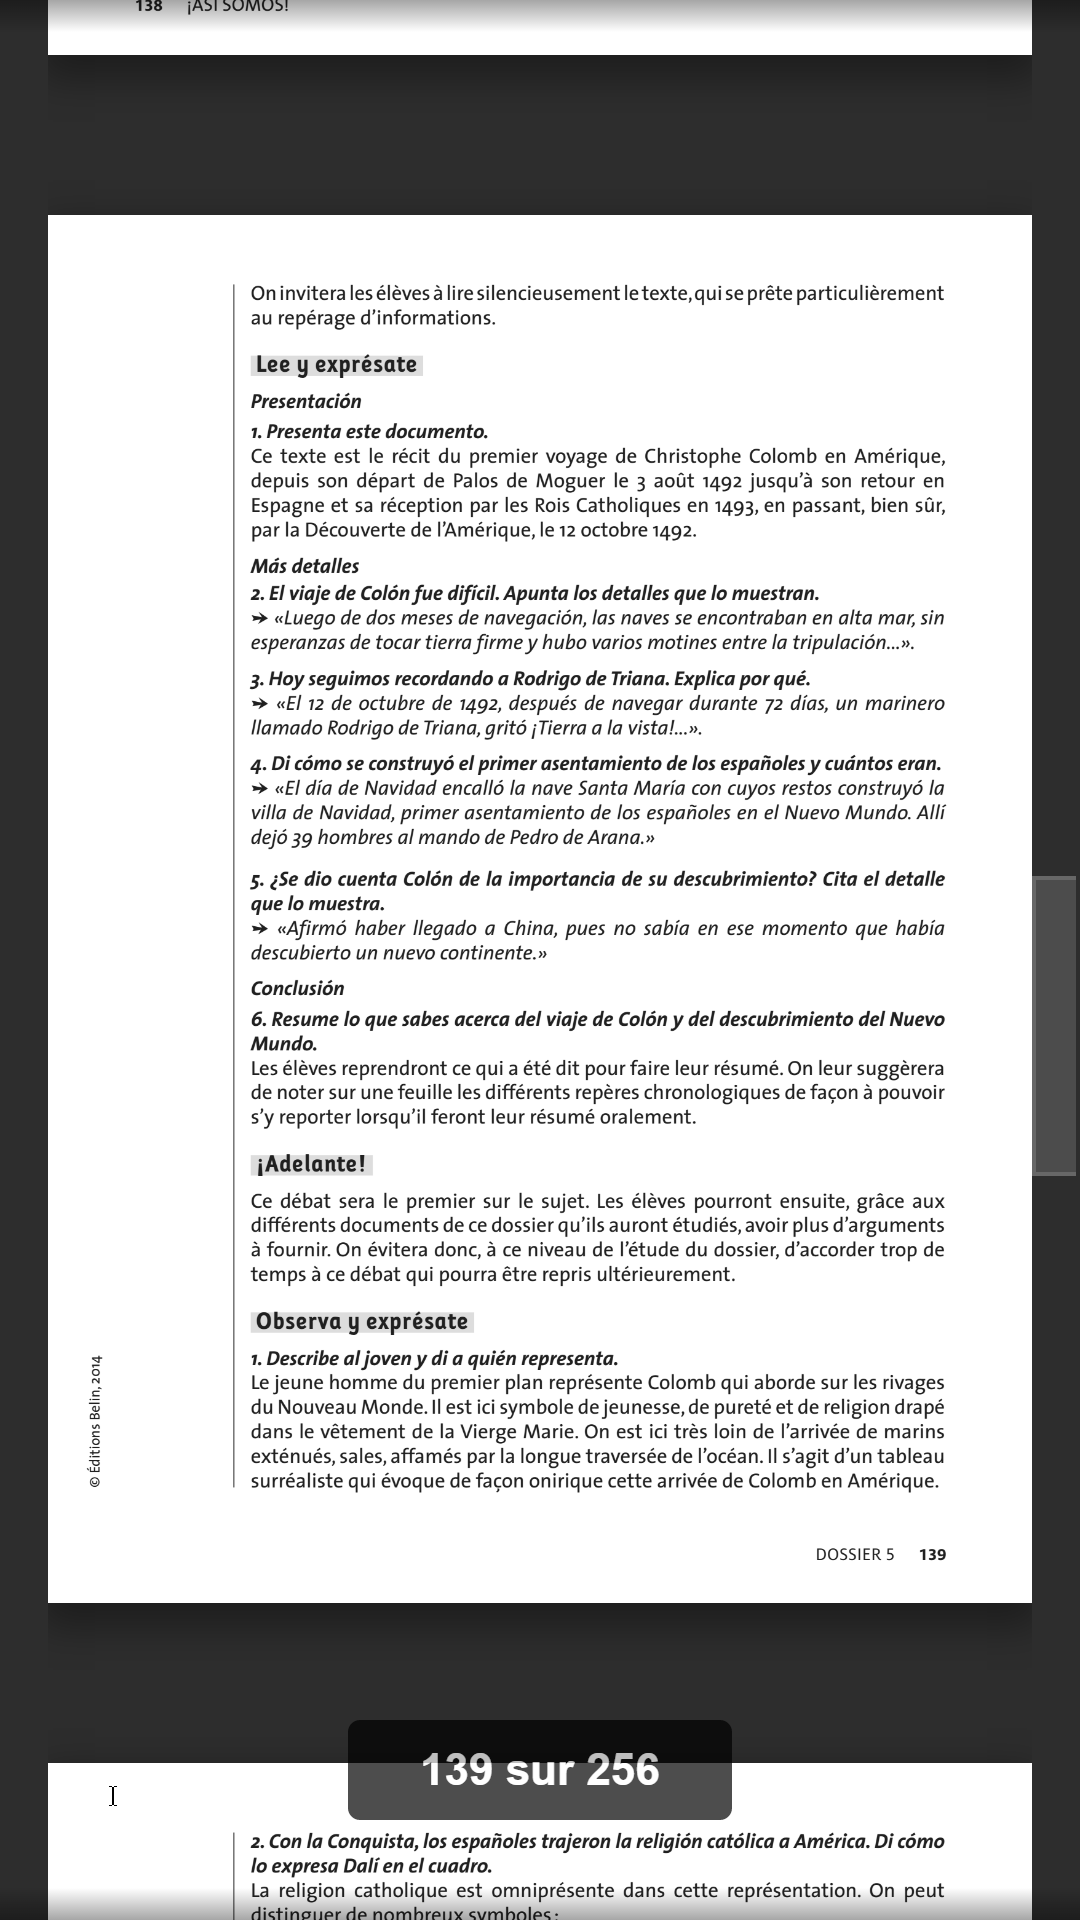 138 ¡ASÍ SOMOS!
On invitera les élèves à lire silencieusement le texte, qui se prête particulièrement
au repérage d’informations.
Lee y exprésate
Presentación
1. Presenta este documento.
Ce texte est le récit du premier voyage de Christophe Colomb en Amérique,
depuis son départ de Palos de Moguer le 3 août 1492 jusqu’à son retour en
Espagne et sa réception par les Rois Catholiques en 1493, en passant, bien sûr,
par la Découverte de l’Amérique, le 12 octobre 1492.
Más detalles
2. El viaje de Colón fue difícil. Apunta los detalles que lo muestran.
➔ «Luego de dos meses de navegación, las naves se encontraban en alta mar, sin
esperanzas de tocar tierra firme y hubo varios motines entre la tripulación...».
3. Hoy seguimos recordando a Rodrigo de Triana. Explica por qué.
➔ «El 12 de octubre de 1492, después de navegar durante 72 días, un marinero
llamado Rodrigo de Triana, gritó ¡Tierra a la vista!...».
4. Di cómo se construyó el primer asentamiento de los españoles y cuántos eran.
➔ «El día de Navidad encalló la nave Santa María con cuyos restos construyó la
villa de Navidad, primer asentamiento de los españoles en el Nuevo Mundo. Allí
dejó 39 hombres al mando de Pedro de Arana.»
5. ¿Se dio cuenta Colón de la importancia de su descubrimiento? Cita el detalle
que lo muestra.
➔ «Afirmó haber llegado a China, pues no sabía en ese momento que había
descubierto un nuevo continente.»
Conclusión
6. Resume lo que sabes acerca del viaje de Colón y del descubrimiento del Nuevo
Mundo.
Les élèves reprendront ce qui a été dit pour faire leur résumé. On leur suggèrera
de noter sur une feuille les différents repères chronologiques de façon à pouvoir
s’y reporter lorsqu’il feront leur résumé oralement.
¡Adelante!
Ce débat sera le premier sur le sujet. Les élèves pourront ensuite, grâce aux
différents documents de ce dossier qu’ils auront étudiés, avoir plus d’arguments
à fournir. On évitera donc, à ce niveau de l’étude du dossier, d’accorder trop de
temps à ce débat qui pourra être repris ultérieurement.
Observa y exprésate
1. Describe al joven y di a quién representa.
Le jeune homme du premier plan représente Colomb qui aborde sur les rivages
du Nouveau Monde. Il est ici symbole de jeunesse, de pureté et de religion drapé
dans le vêtement de la Vierge Marie. On est ici très loin de l’arrivée de marins
exténués, sales, affamés par la longue traversée de l’océan. Il s’agit d’un tableau
surréaliste qui évoque de façon onirique cette arrivée de Colomb en Amérique.
© Éditions Belin, 2014
DOSSIER 5 139
139 sur 256
2. Con la Conquista, los españoles trajeron la religión católica a América. Di cómo
lo expresa Dalí en el cuadro.
La religion catholique est omniprésente dans cette représentation. On peut
distinguer de nombreux symboles :